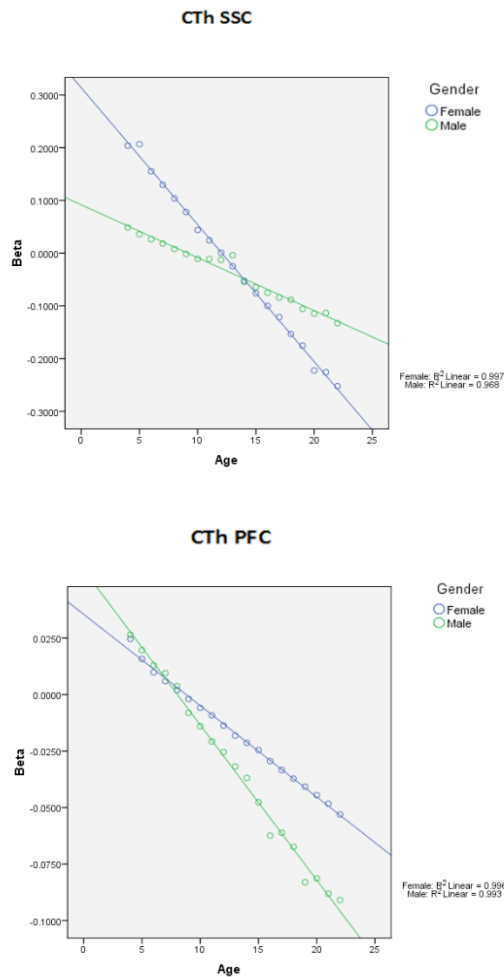 CTh SSC
Gender
Female
Male
0.3000
0.2000
0.1000
0.0000
-0.1000
-0.2000
-0.3000
Beta
0 5 10 15 20 25
Age
Female: R² Linear = 0.997
Male: R² Linear = 0.968
CTh PFC
Gender
Female
Male
0.0250
0.0000
-0.0250
-0.0500
-0.0750
-0.1000
Beta
0 5 10 15 20 25
Age
Female: R² Linear = 0.996
Male: R² Linear = 0.993